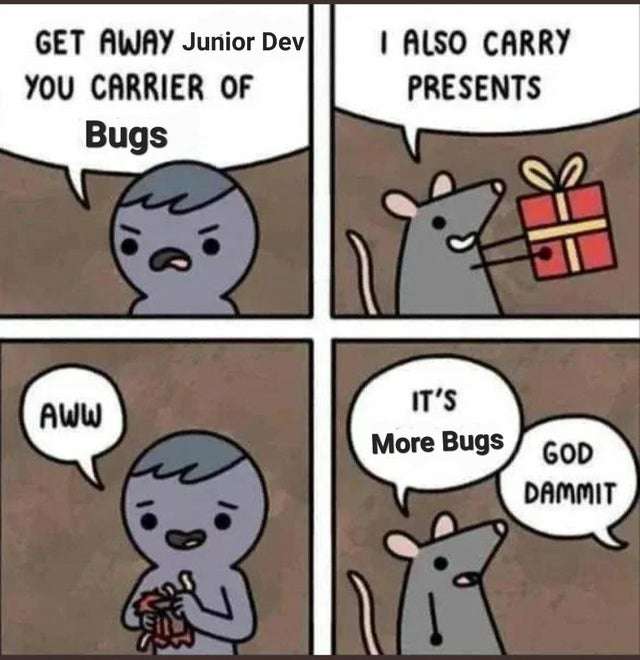 GET AWAY Junior Dev
YOU CARRIER OF
Bugs
I ALSO CARRY
PRESENTS
AWW
IT'S
More Bugs
GOD
DAMMIT